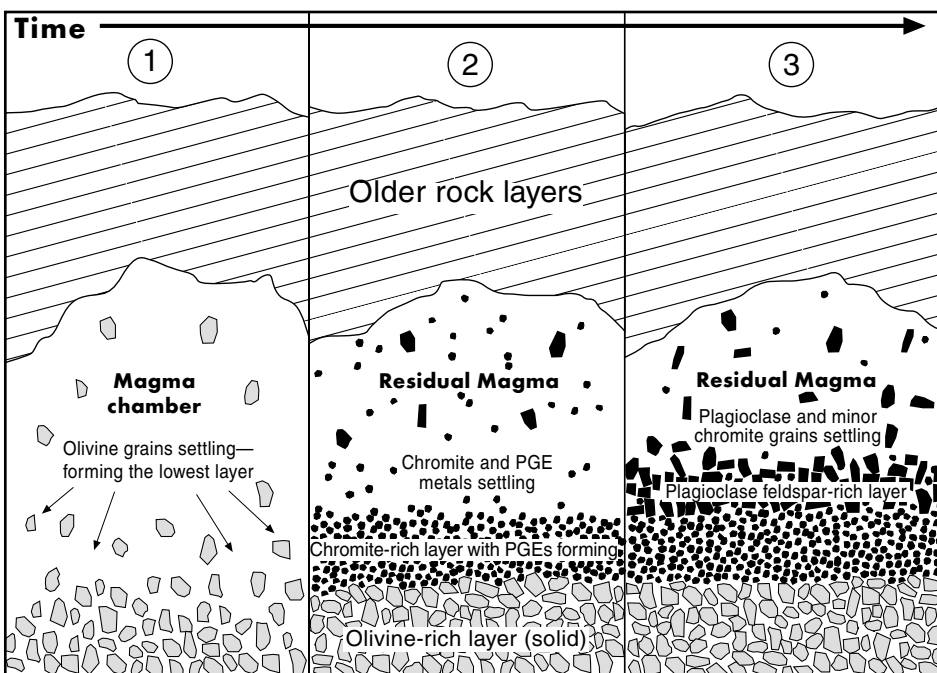 Time
1
2
3
Older rock layers
Magma
chamber
Olivine grains settling—
forming the lowest layer
Residual Magma
Chromite and PGE
metals settling
Chromite-rich layer with PGEs forming
Olivine-rich layer (solid)
Residual Magma
Plagioclase and minor
chromite grains settling
Plagioclase feldspar-rich layer